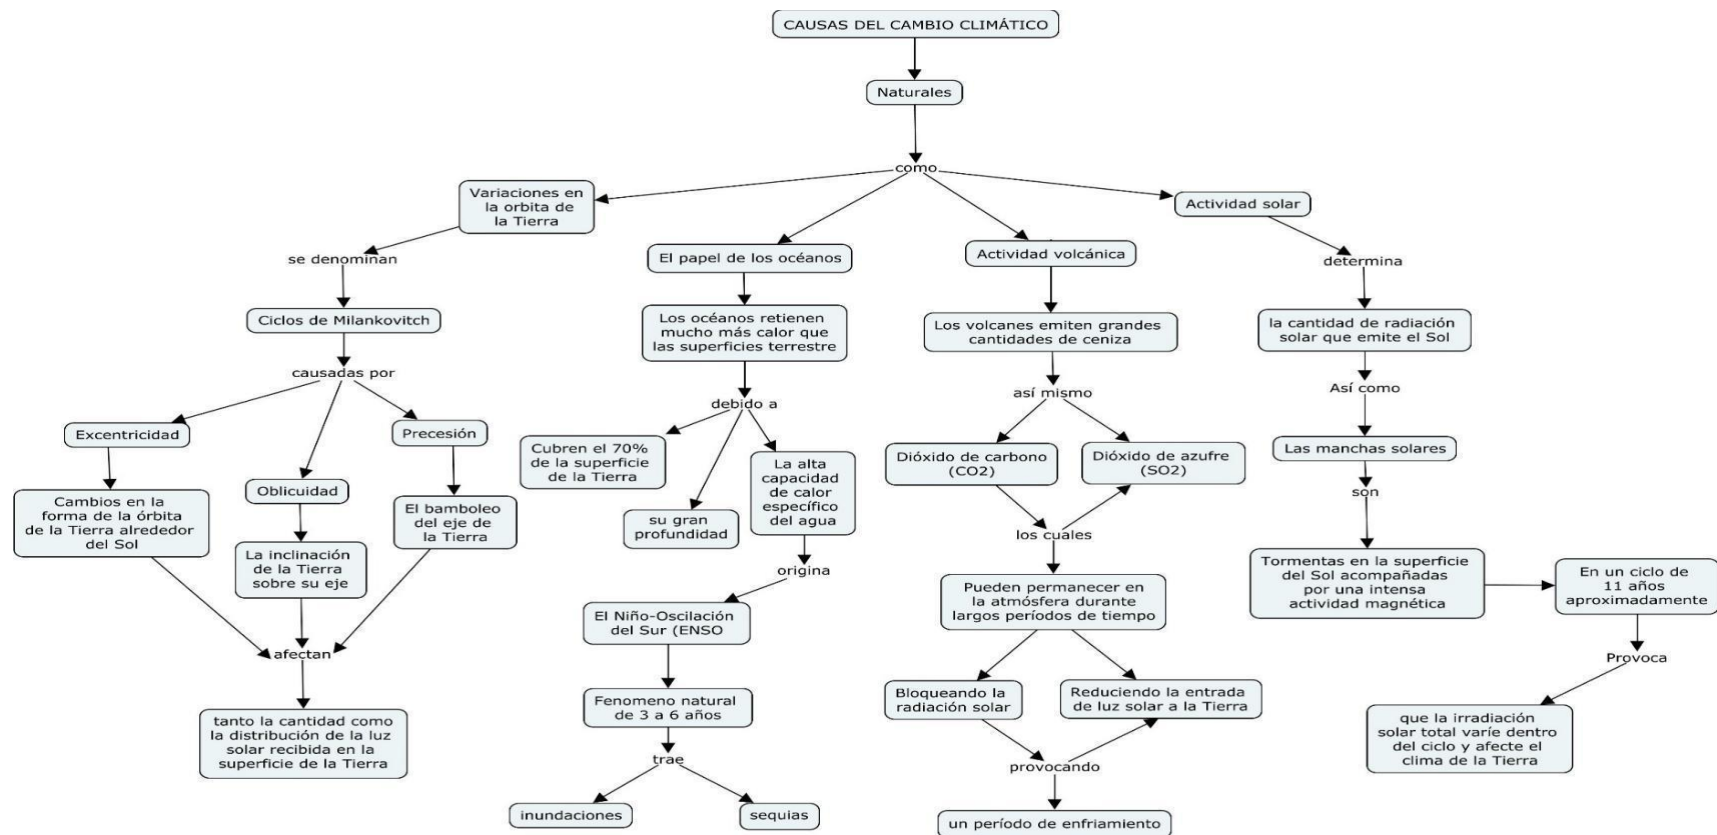 CAUSAS DEL CAMBIO CLIMÁTICO
Naturales
como
Variaciones en
la orbita de
la Tierra
se denominan
Ciclos de Milankovitch
causadas por
Excentricidad
Cambios en la
forma de la órbita
de la Tierra alrededor
del Sol
Oblicuidad
La inclinación
de la Tierra
sobre su eje
Precesión
El bamboleo
del eje de
la Tierra
afectan
tanto la cantidad como
la distribución de la luz
solar recibida en la
superficie de la Tierra
El papel de los océanos
Los océanos retienen
mucho más calor que
las superficies terrestre
debido a
Cubren el 70%
de la superficie
de la Tierra
su gran
profundidad
La alta
capacidad
de calor
específico
del agua
origina
El Niño-Oscilación
del Sur (ENSO
Fenomeno natural
de 3 a 6 años
trae
inundaciones
sequias
Actividad volcánica
Los volcanes emiten grandes
cantidades de ceniza
así mismo
Dióxido de carbono
(CO2)
Dióxido de azufre
(SO2)
los cuales
Pueden permanecer en
la atmósfera durante
largos períodos de tiempo
Bloqueando la
radiación solar
Reduciendo la entrada
de luz solar a la Tierra
provocando
un período de enfriamiento
Actividad solar
determina
la cantidad de radiación
solar que emite el Sol
Así como
Las manchas solares
son
Tormentas en la superficie
del Sol acompañadas
por una intensa
actividad magnética
En un ciclo de
11 años
aproximadamente
Provoca
que la irradiación
solar total varíe dentro
del ciclo y afecte el
clima de la Tierra